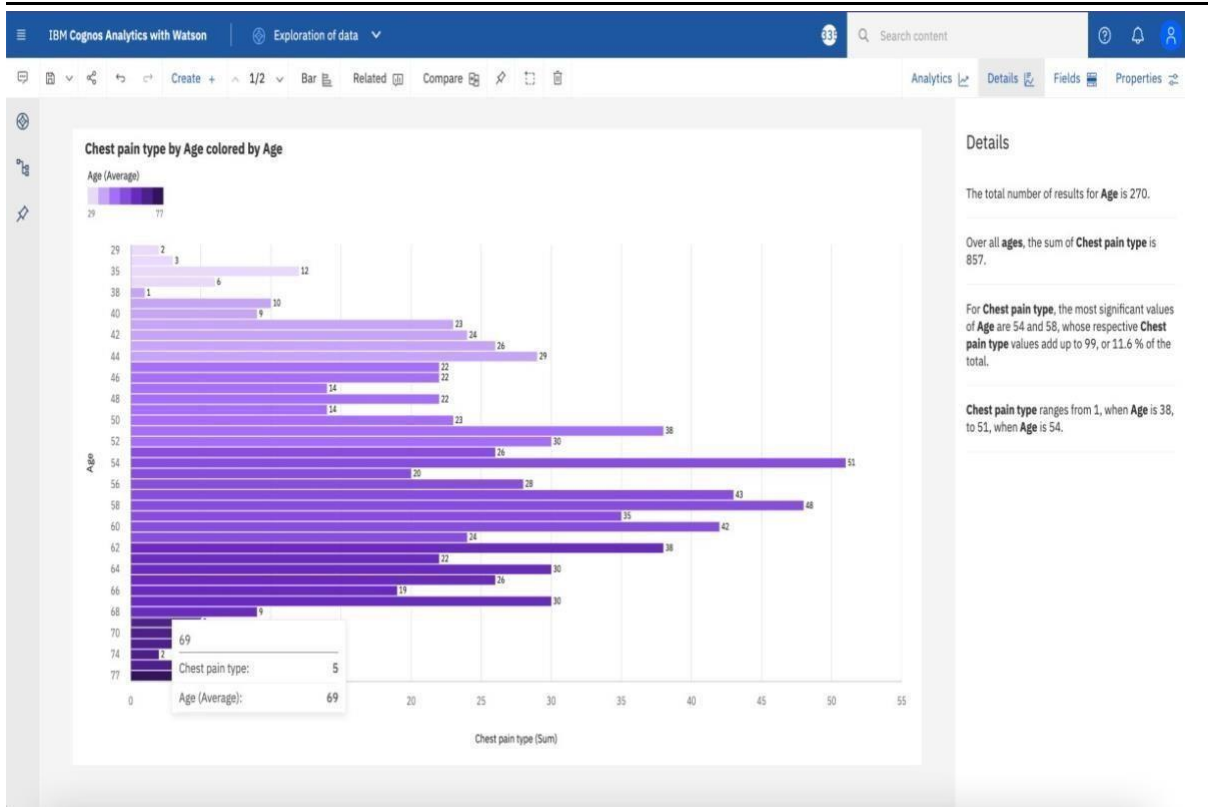 IBM Cognos Analytics with Watson
Exploration of data
Search content
Create +
1/2
Bar
Related
Compare
Analytics
Details
Fields
Properties
Chest pain type by Age colored by Age
Age (Average)
29 77
Age
29 2
3
35 12
6
38 1
10
40 9
23
42 24
26
44 29
22
46 22
14
48 22
14
50 23
38
52 30
26
54 51
20
56 28
43
58 48
35
60 42
24
62 38
22
64 30
26
66 19
30
68 9
70
74 2
77
69
Chest pain type: 5
Age (Average): 69
0 20 25 30 35 40 45 50 55
Chest pain type (Sum)
Details
The total number of results for Age is 270.
Over all ages, the sum of Chest pain type is
857.
For Chest pain type, the most significant values
of Age are 54 and 58, whose respective Chest
pain type values add up to 99, or 11.6 % of the
total.
Chest pain type ranges from 1, when Age is 38,
to 51, when Age is 54.